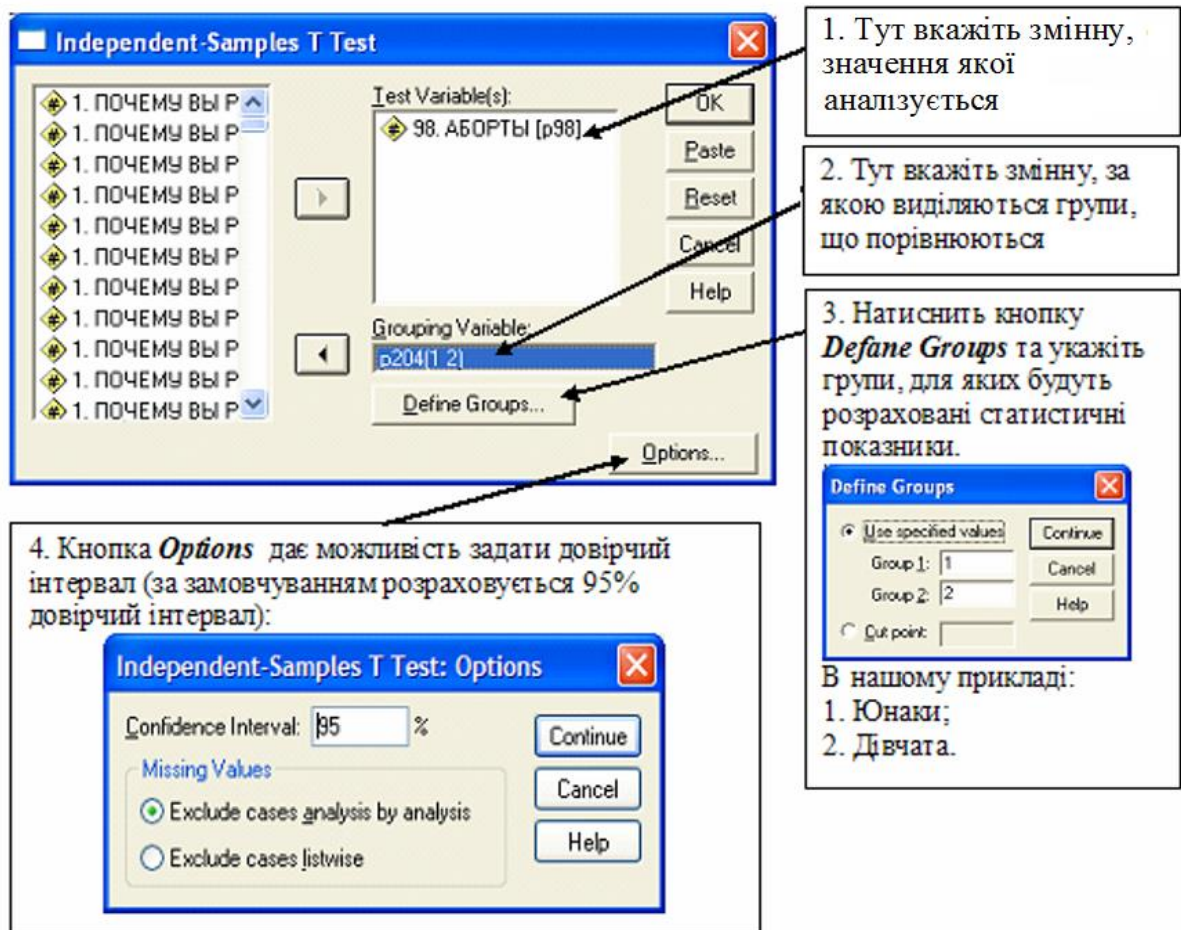 Independent-Samples T Test
1. ПОЧЕМУ ВЫ Р
1. ПОЧЕМУ ВЫ Р
1. ПОЧЕМУ ВЫ Р
1. ПОЧЕМУ ВЫ Р
1. ПОЧЕМУ ВЫ Р
1. ПОЧЕМУ ВЫ Р
1. ПОЧЕМУ ВЫ Р
1. ПОЧЕМУ ВЫ Р
1. ПОЧЕМУ ВЫ Р
1. ПОЧЕМУ ВЫ Р
1. ПОЧЕМУ ВЫ Р
Test Variable(s):
98. АБОРТЫ [p98]
Grouping Variable:
p204(1 2)
Define Groups...
OK
Paste
Reset
Cancel
Help
Options...
1. Тут вкажіть змінну,
значення якої
аналізується
2. Тут вкажіть змінну, за
якою виділяються групи,
що порівнюються
3. Натиснить кнопку
Defane Groups та укажіть
групи, для яких будуть
розраховані статистичні
показники.
Define Groups
Use specified values
Group 1: 1
Group 2: 2
Cut point:
Continue
Cancel
Help
В нашому прикладі:
1. Юнаки;
2. Дівчата.
4. Кнопка Options дає можливість задати довірчий
інтервал (за замовчуванням розраховується 95%
довірчий інтервал):
Independent-Samples T Test: Options
Confidence Interval: 95 %
Missing Values
Exclude cases analysis by analysis
Exclude cases listwise
Continue
Cancel
Help